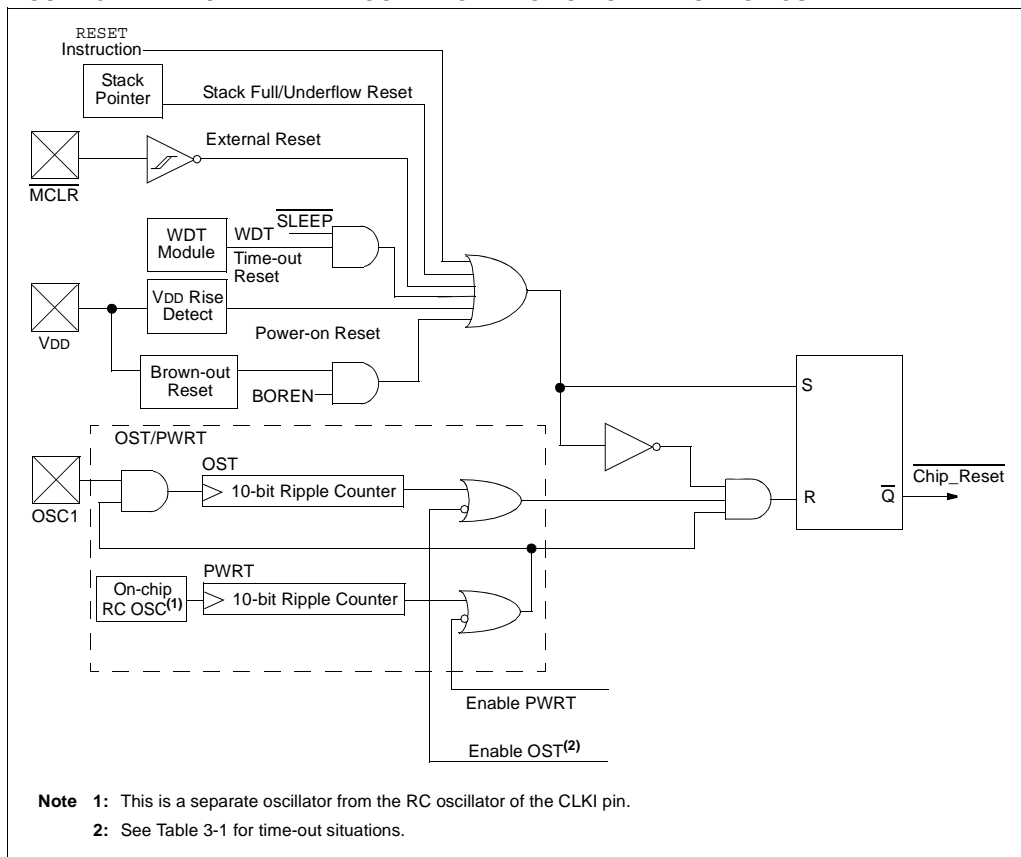 RESET
Instruction
Stack
Pointer
Stack Full/Underflow Reset
External Reset
MCLR
SLEEP
WDT
Module
WDT
Time-out
Reset
VDD Rise
Detect
VDD
Power-on Reset
Brown-out
Reset
BOREN
S
OST/PWRT
OST
10-bit Ripple Counter
OSC1
Chip_Reset
R
Q
PWRT
On-chip
RC OSC(1)
10-bit Ripple Counter
Enable PWRT
Enable OST(2)
Note 1: This is a separate oscillator from the RC oscillator of the CLKI pin.
2: See Table 3-1 for time-out situations.